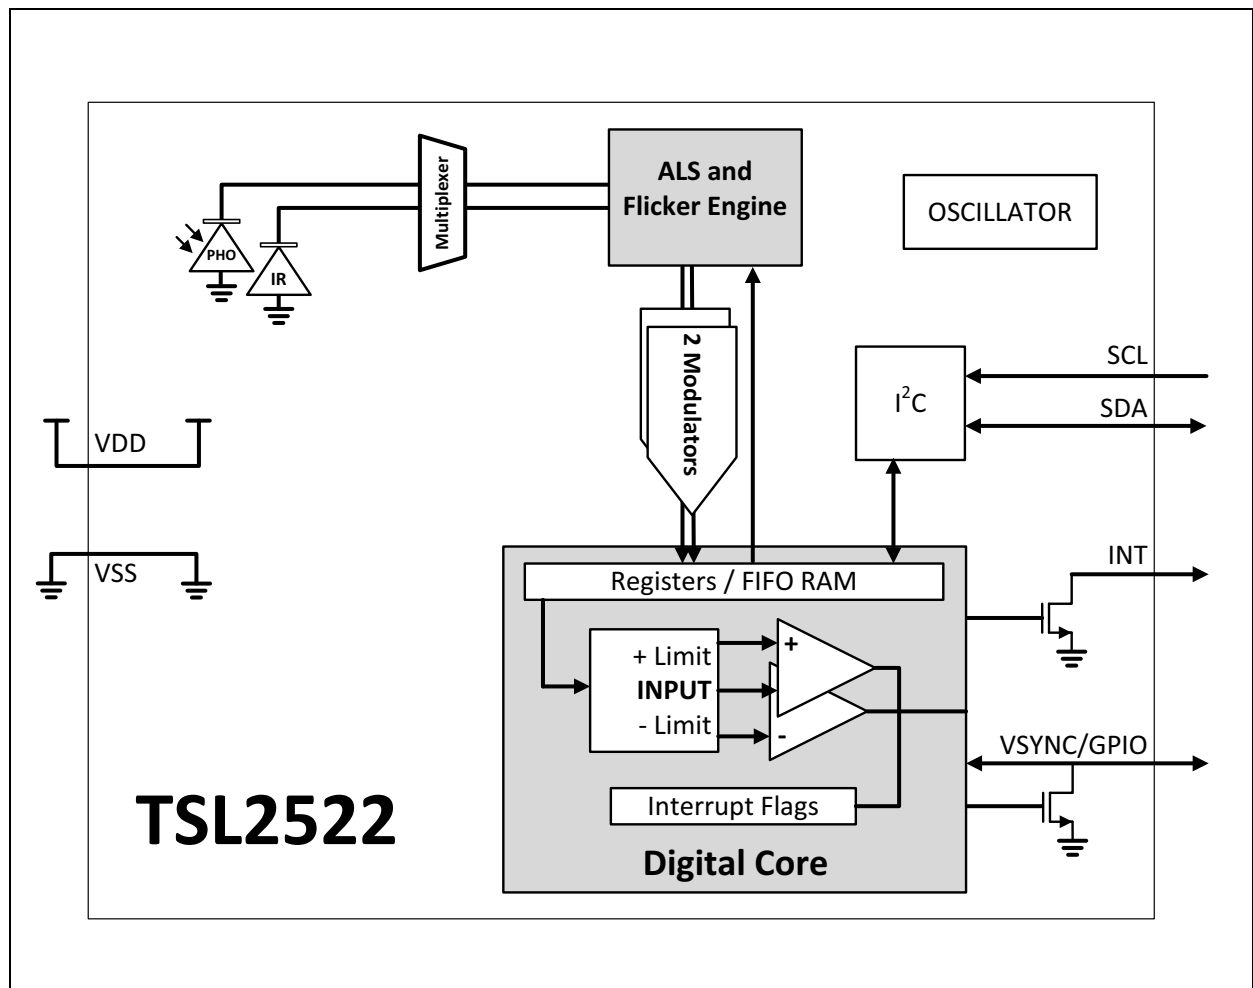 ALS and
Flicker Engine
Multiplexer
OSCILLATOR
PHO
IR
2 Modulators
I²C
SCL
SDA
VDD
VSS
INT
Registers / FIFO RAM
+ Limit
INPUT
- Limit
+
-
VSYNC/GPIO
Interrupt Flags
TSL2522
Digital Core